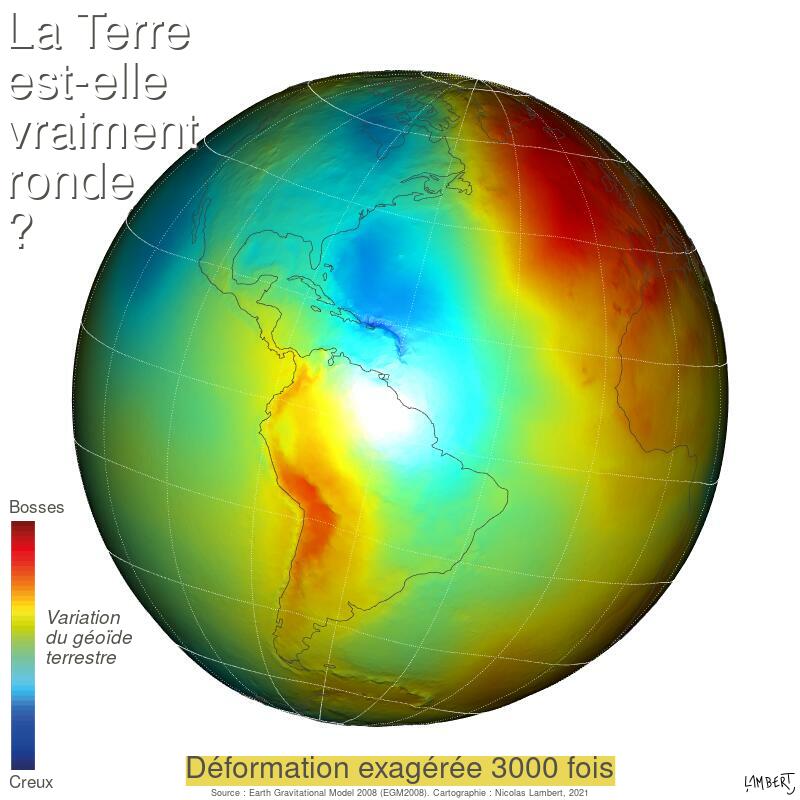 La Terre
est-elle
vraiment
ronde
?
Bosses
Variation
du géoïde
terrestre
Creux
Déformation exagérée 3000 fois
Source : Earth Gravitational Model 2008 (EGM2008). Cartographie : Nicolas Lambert, 2021
LAMBERT